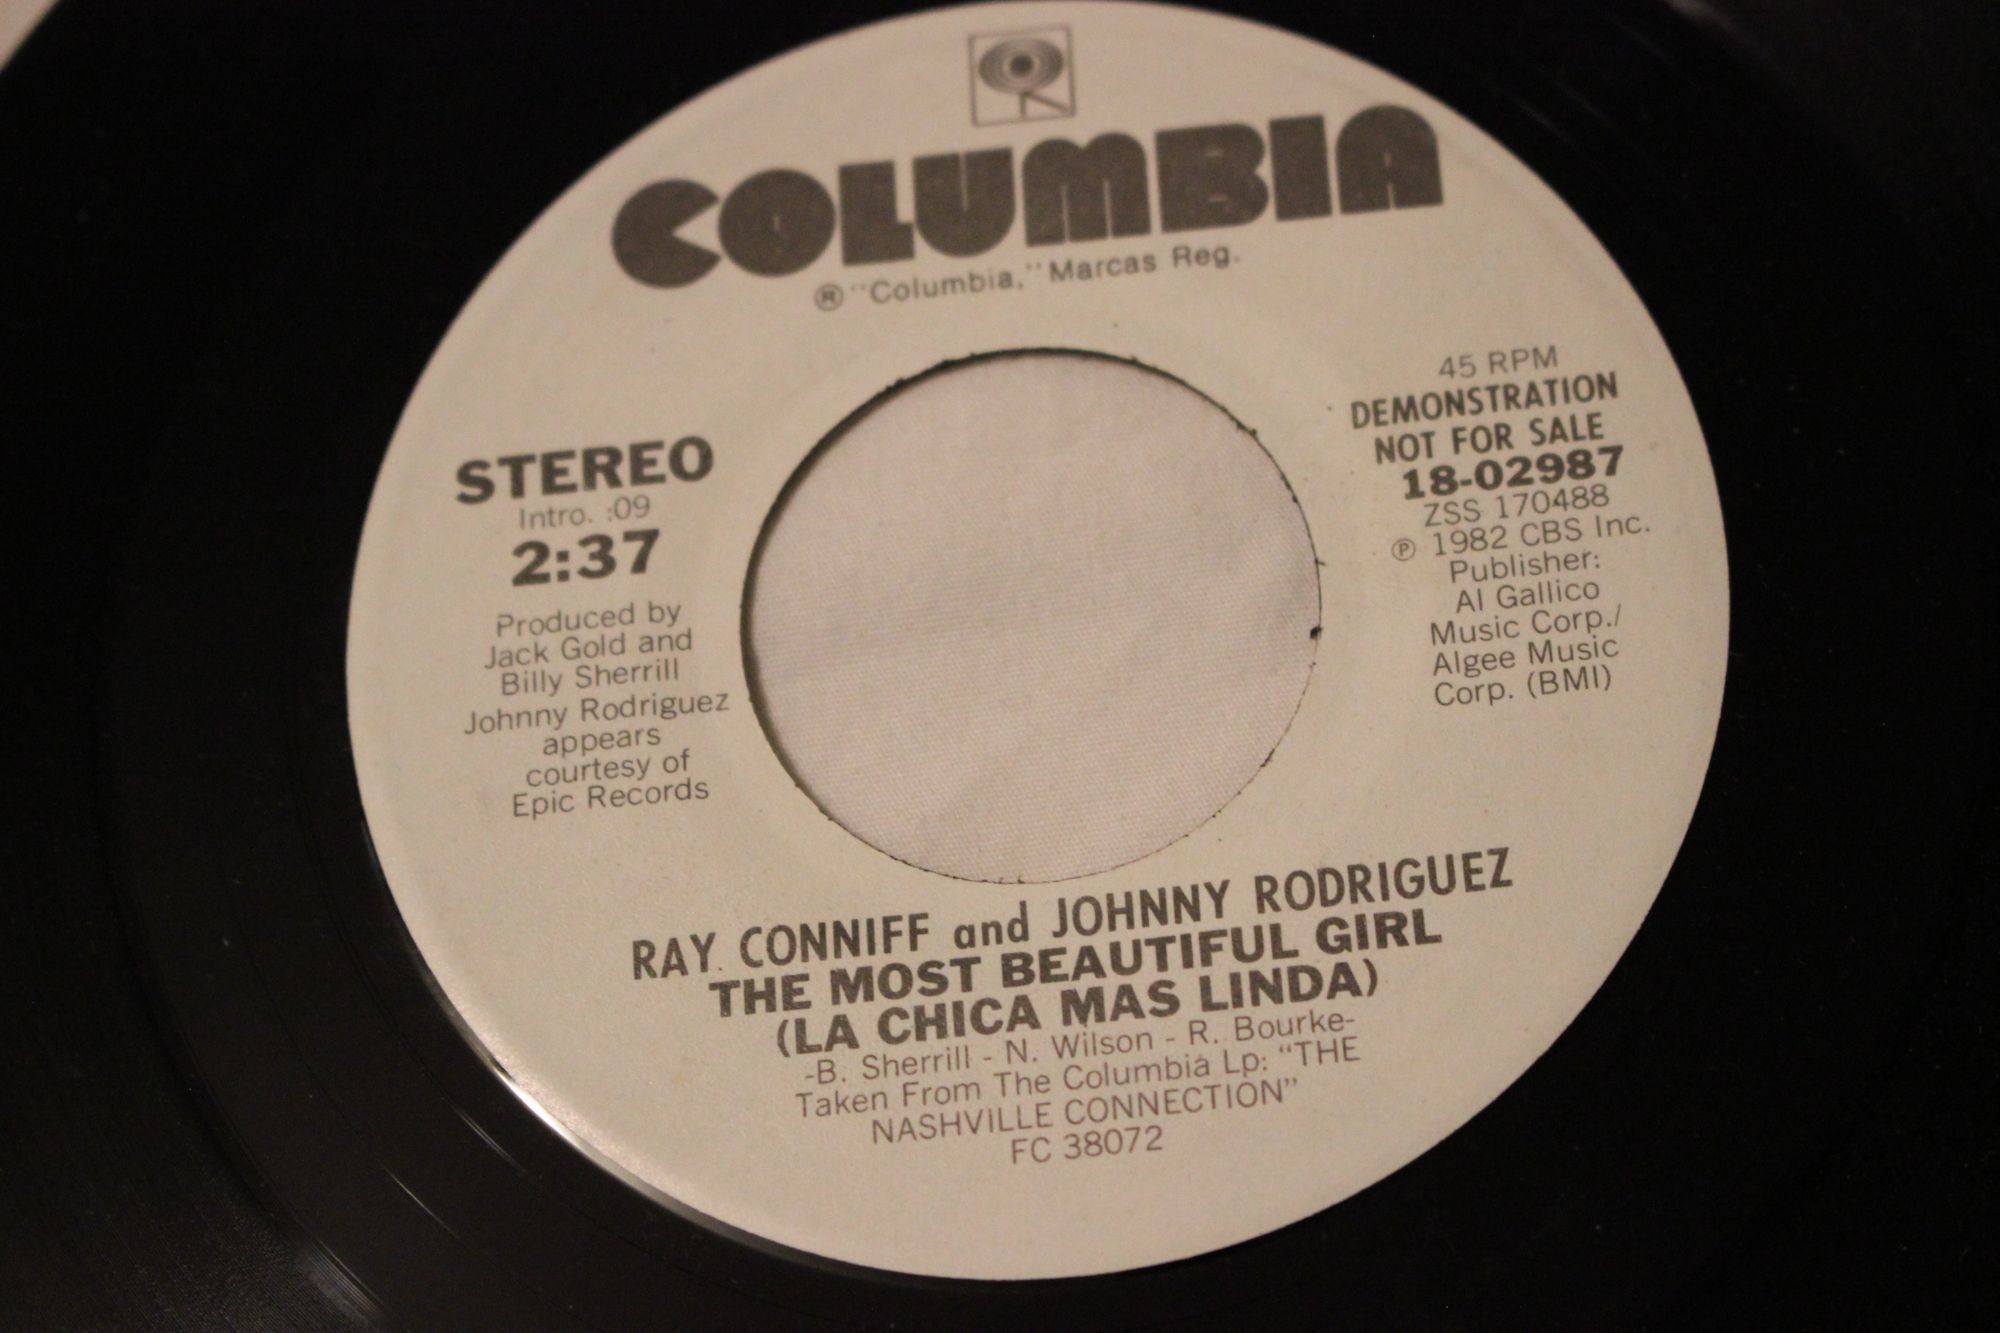 COLUMBIA
® "Columbia," Marcas Reg.
STEREO
Intro. :09
2:37
Produced by
Jack Gold and
Billy Sherrill
Johnny Rodriguez
appears
courtesy of
Epic Records
45 RPM
DEMONSTRATION
NOT FOR SALE
18-02987
ZSS 170488
℗ 1982 CBS Inc.
Publisher:
Al Gallico
Music Corp./
Algee Music
Corp. (BMI)
RAY CONNIFF and JOHNNY RODRIGUEZ
THE MOST BEAUTIFUL GIRL
(LA CHICA MAS LINDA)
-B. Sherrill - N. Wilson - R. Bourke-
Taken From The Columbia Lp: "THE
NASHVILLE CONNECTION"
FC 38072